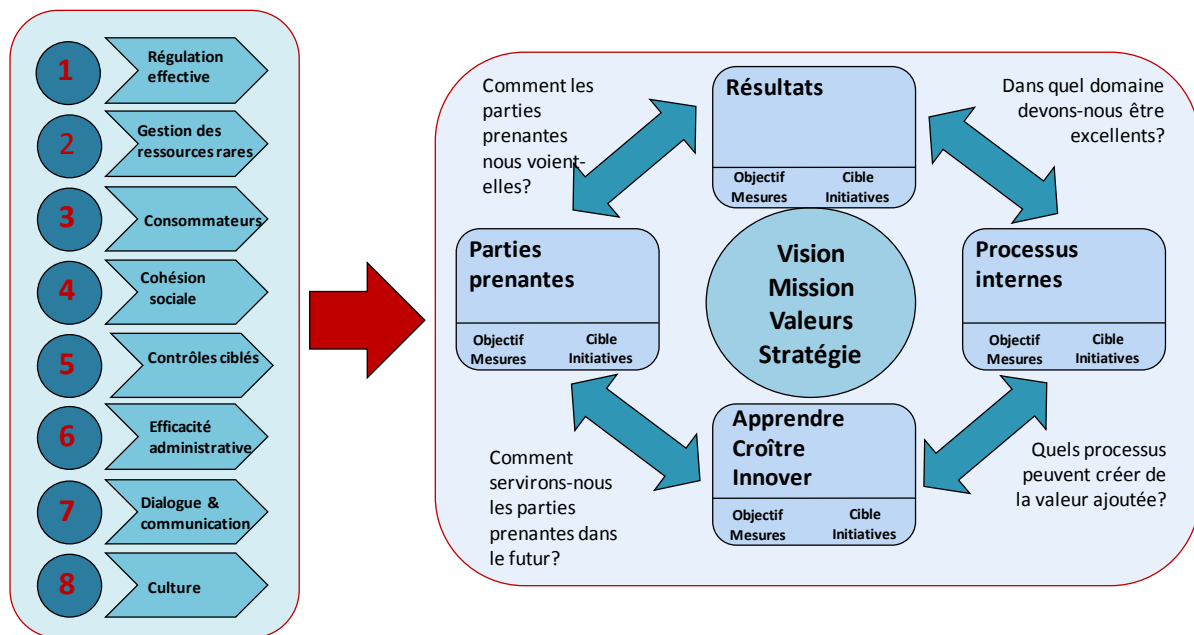 1
Régulation
effective
2
Gestion des
ressources rares
3
Consommateurs
4
Cohésion
sociale
5
Contrôles ciblés
6
Efficacité
administrative
7
Dialogue &
communication
8
Culture
Comment les
parties
prenantes
nous voient-
elles?
Résultats
Objectif Cible
Mesures Initiatives
Dans quel domaine
devons-nous être
excellents?
Parties
prenantes
Objectif Cible
Mesures Initiatives
Vision
Mission
Valeurs
Stratégie
Processus
internes
Objectif Cible
Mesures Initiatives
Comment
servirons-nous
les parties
prenantes dans
le futur?
Apprendre
Croître
Innover
Objectif Cible
Mesures Initiatives
Quels processus
peuvent créer de
la valeur ajoutée?